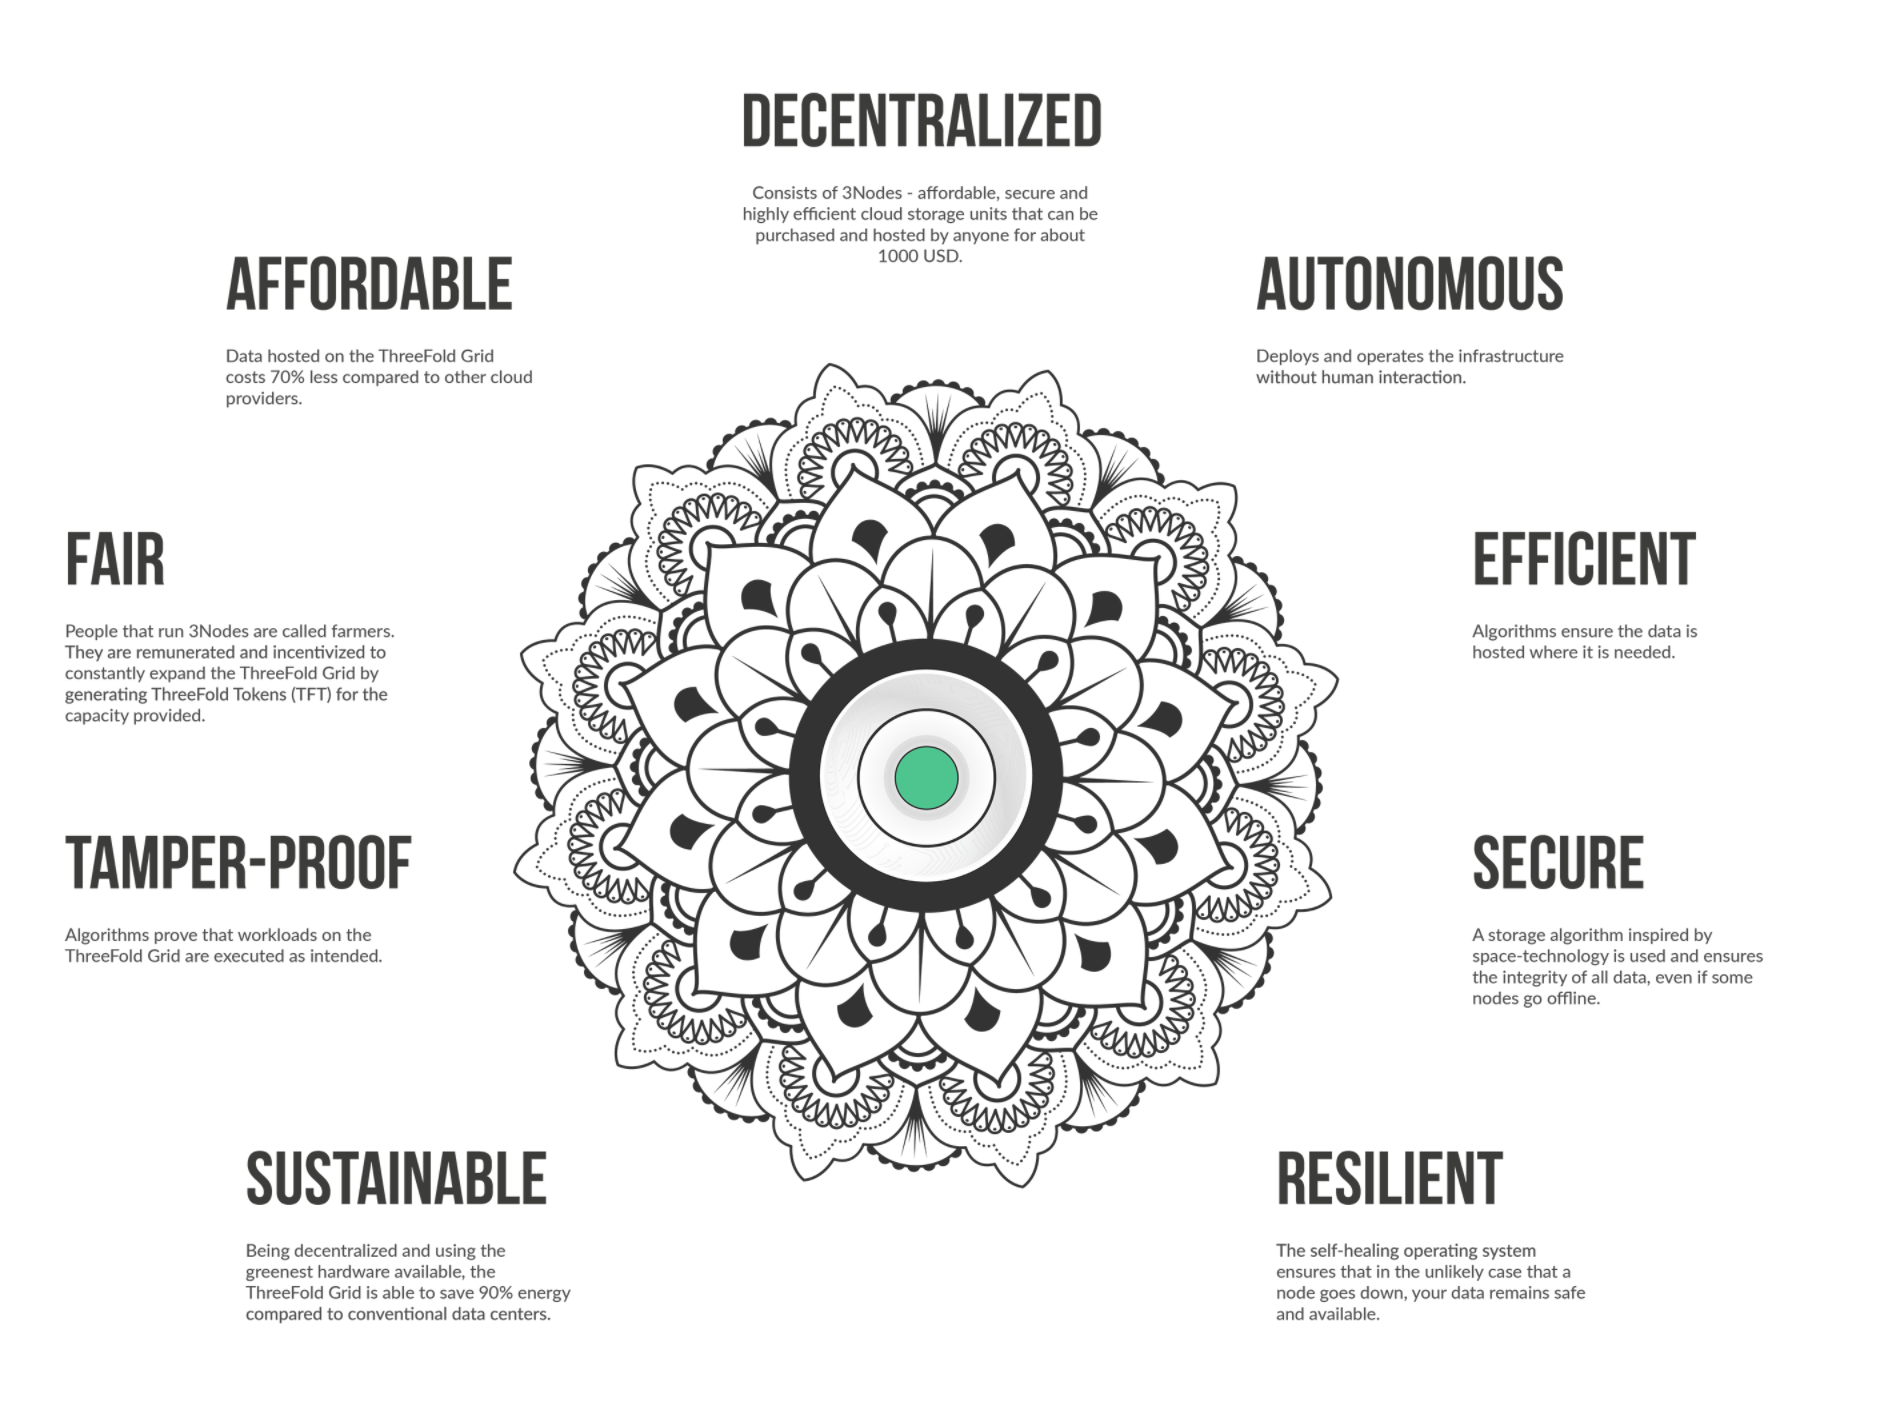 DECENTRALIZED
Consists of 3Nodes - affordable, secure and
highly efficient cloud storage units that can be
purchased and hosted by anyone for about
1000 USD.
AFFORDABLE
Data hosted on the ThreeFold Grid
costs 70% less compared to other cloud
providers.
AUTONOMOUS
Deploys and operates the infrastructure
without human interaction.
FAIR
People that run 3Nodes are called farmers.
They are remunerated and incentivized to
constantly expand the ThreeFold Grid by
generating ThreeFold Tokens (TFT) for the
capacity provided.
EFFICIENT
Algorithms ensure the data is
hosted where it is needed.
TAMPER-PROOF
Algorithms prove that workloads on the
ThreeFold Grid are executed as intended.
SECURE
A storage algorithm inspired by
space-technology is used and ensures
the integrity of all data, even if some
nodes go offline.
SUSTAINABLE
Being decentralized and using the
greenest hardware available, the
ThreeFold Grid is able to save 90% energy
compared to conventional data centers.
RESILIENT
The self-healing operating system
ensures that in the unlikely case that a
node goes down, your data remains safe
and available.